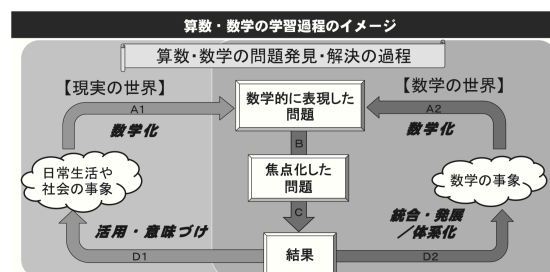 算数・数学の学習過程のイメージ
算数・数学の問題発見・解決の過程
【現実の世界】
【数学の世界】
A1
数学化
数学的に表現した
問題
A2
数学化
B
日常生活や
社会の事象
焦点化した
問題
数学の事象
C
活用・意味づけ
統合・発展
/体系化
D1
結果
D2